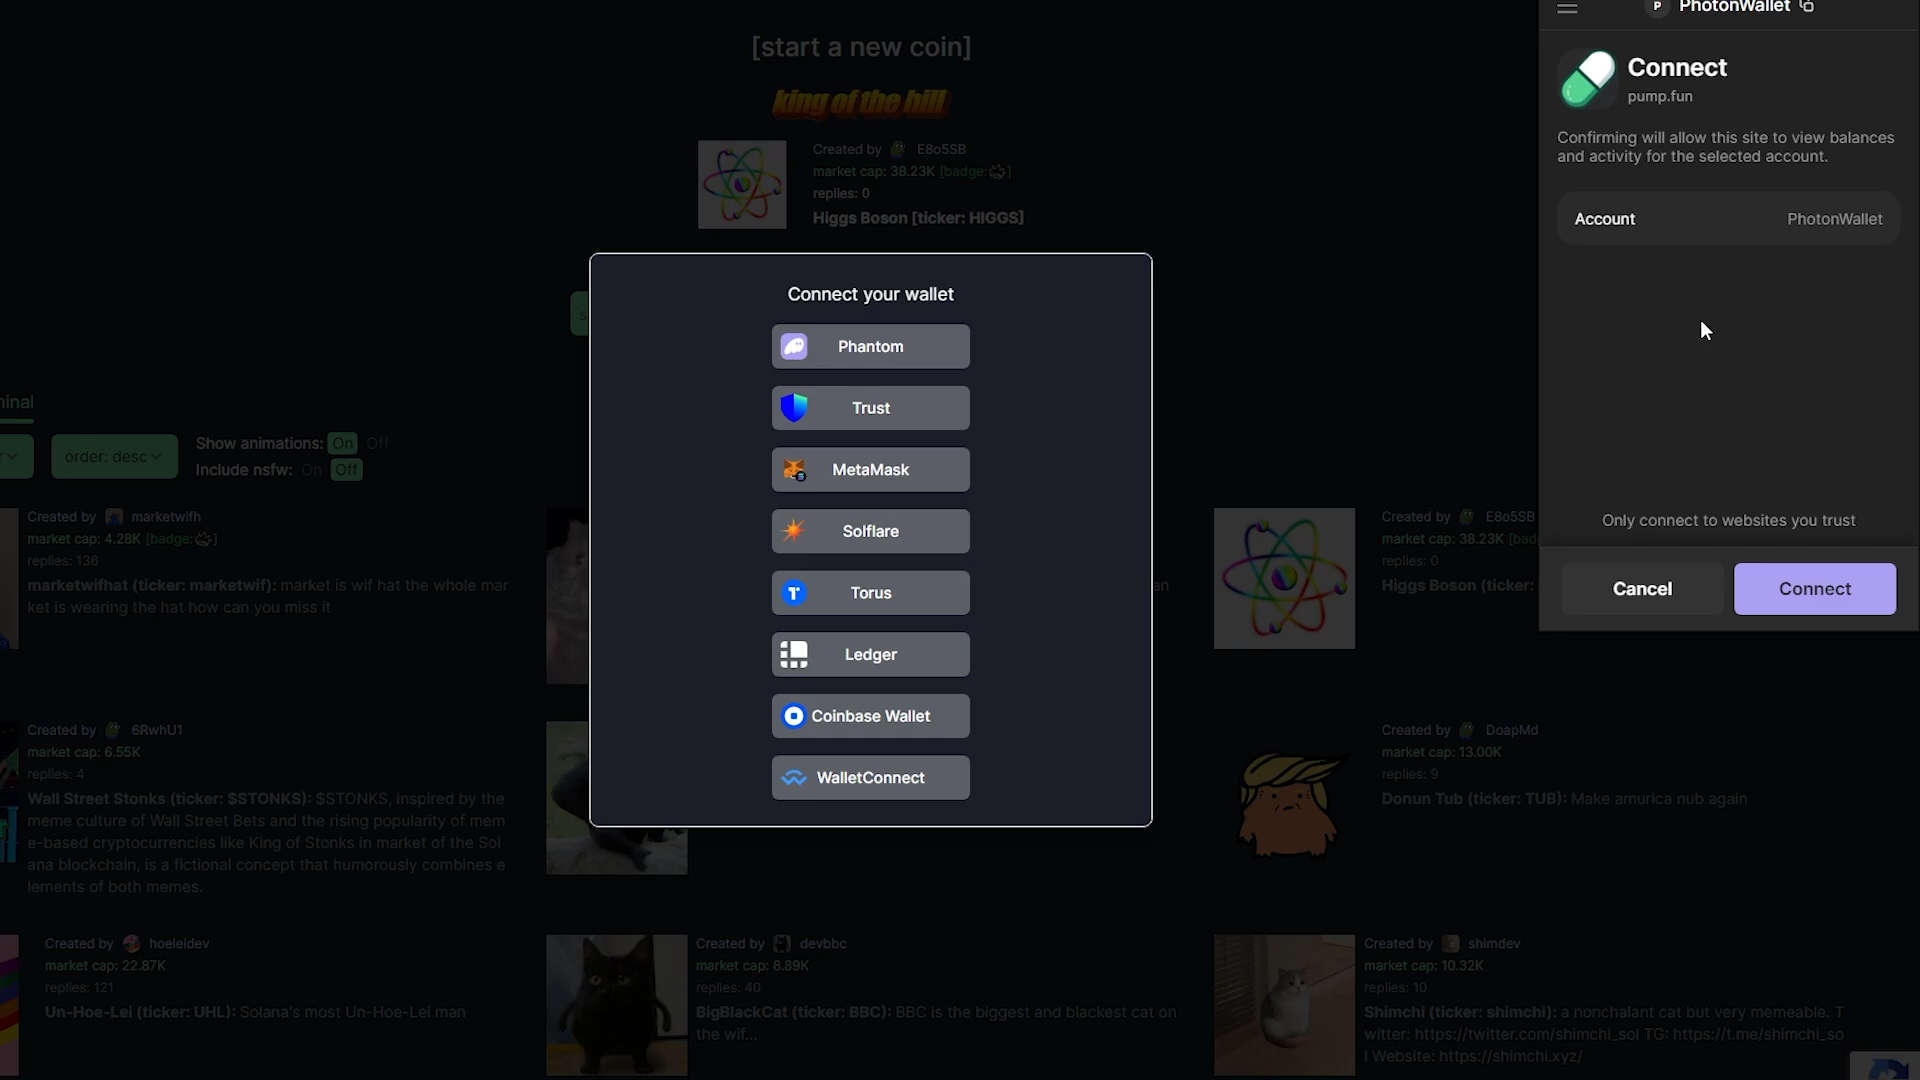 [start a new coin]
king of the hill
Created by E8o5SB
market cap: 38.23K [badge: ]
replies: 0
Higgs Boson [ticker: HIGGS]
Connect your wallet
Phantom
Trust
MetaMask
Solflare
Torus
Ledger
Coinbase Wallet
WalletConnect
PhotonWallet
Connect
pump.fun
Confirming will allow this site to view balances
and activity for the selected account.
Account PhotonWallet
Only connect to websites you trust
Cancel Connect
minal
order: desc
Show animations: On Off
Include nsfw: On Off
Created by marketwifh
market cap: 4.28K [badge: ]
replies: 136
marketwifhat (ticker: marketwif): market is wif hat the whole mar
ket is wearing the hat how can you miss it
an
Created by E8o5SB
market cap: 38.23K [bad
replies: 0
Higgs Boson (ticker:
Created by 6RwhU1
market cap: 6.55K
replies: 4
Wall Street Stonks (ticker: $STONKS): $STONKS, inspired by the
meme culture of Wall Street Bets and the rising popularity of mem
e-based cryptocurrencies like King of Stonks in market of the Sol
ana blockchain, is a fictional concept that humorously combines e
lements of both memes.
Created by DoapMd
market cap: 13.00K
replies: 9
Donun Tub (ticker: TUB): Make amurica nub again
Created by hoeleidev
market cap: 22.87K
replies: 121
Un-Hoe-Lei (ticker: UHL): Solana's most Un-Hoe-Lei man
Created by devbbc
market cap: 8.89K
replies: 40
BigBlackCat (ticker: BBC): BBC is the biggest and blackest cat on
the wif...
Created by shimdev
market cap: 10.32K
replies: 10
Shimchi (ticker: shimchi): a nonchalant cat but very memeable. T
witter: https://twitter.com/shimchi_sol TG: https://t.me/shimchi_so
l Website: https://shimchi.xyz/